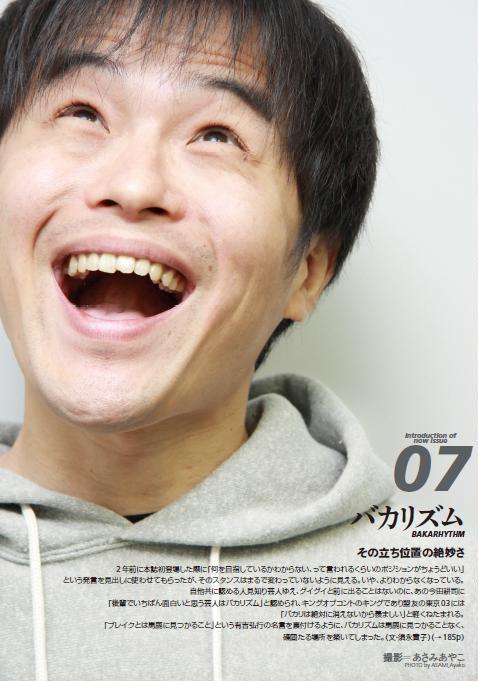 Introduction of
now issue
07
バカリズム
BAKARHYTHM
その立ち位置の絶妙さ
2年前に本誌初登場した際に「何を目指しているかわからない、って言われるくらいのポジションがちょうどいい」
という発言を見出しに使わせてもらったが、そのスタンスはまるで変わっていないように見える。いや、よりわからなくなっている。
自他共に認める人見知り芸人ゆえ、グイグイと前に出ることはないのに、あの今田耕司に
「後輩でいちばん面白いと思う芸人はバカリズム」と認められ、キングオブコントのキングであり盟友の東京03には
「バカリは絶対に消えないから羨ましい」と軽くねたまれる。
「ブレイクとは馬鹿に見つかること」という有吉弘行の名言を裏付けるように、バカリズムは馬鹿に見つかることなく、
確固たる場所を築いてしまった。（文・須永貴子）（→185p）
撮影＝あさみあやこ
PHOTO by ASAMI_Ayako